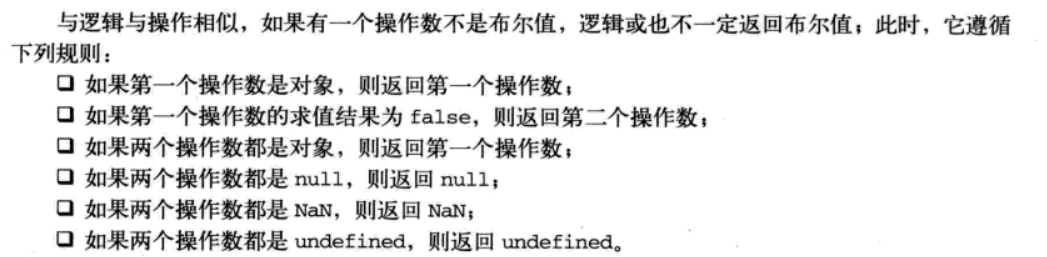 与逻辑与操作相似，如果有一个操作数不是布尔值，逻辑或也不一定返回布尔值；此时，它遵循
下列规则：
❑ 如果第一个操作数是对象，则返回第一个操作数；
❑ 如果第一个操作数的求值结果为 false，则返回第二个操作数；
❑ 如果两个操作数都是对象，则返回第一个操作数；
❑ 如果两个操作数都是 null，则返回 null；
❑ 如果两个操作数都是 NaN，则返回 NaN；
❑ 如果两个操作数都是 undefined，则返回 undefined。